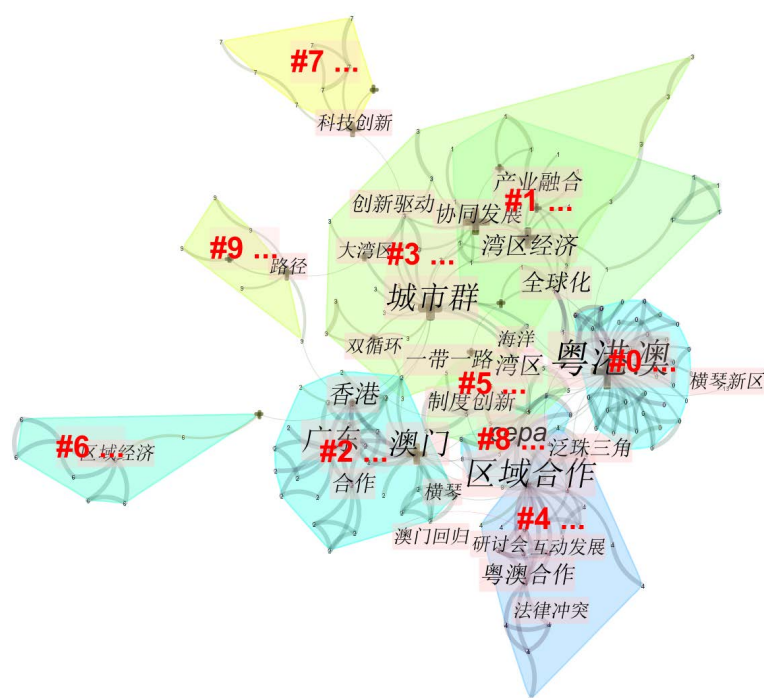 #7 ...
科技创新
产业融合
#1 ...
创新驱动
协同发展
#9 ...
大湾区
#3 ...
湾区经济
路径
全球化
城市群
双循环
海洋
一带一路
湾区
粤港澳
#0 ...
横琴新区
香港
#5 ...
制度创新
#6 ...
区域经济
广东
#2 ...
澳门
cepa
#8 ...
泛珠三角
合作
横琴
区域合作
#4 ...
澳门回归
研讨会
互动发展
粤澳合作
法律冲突